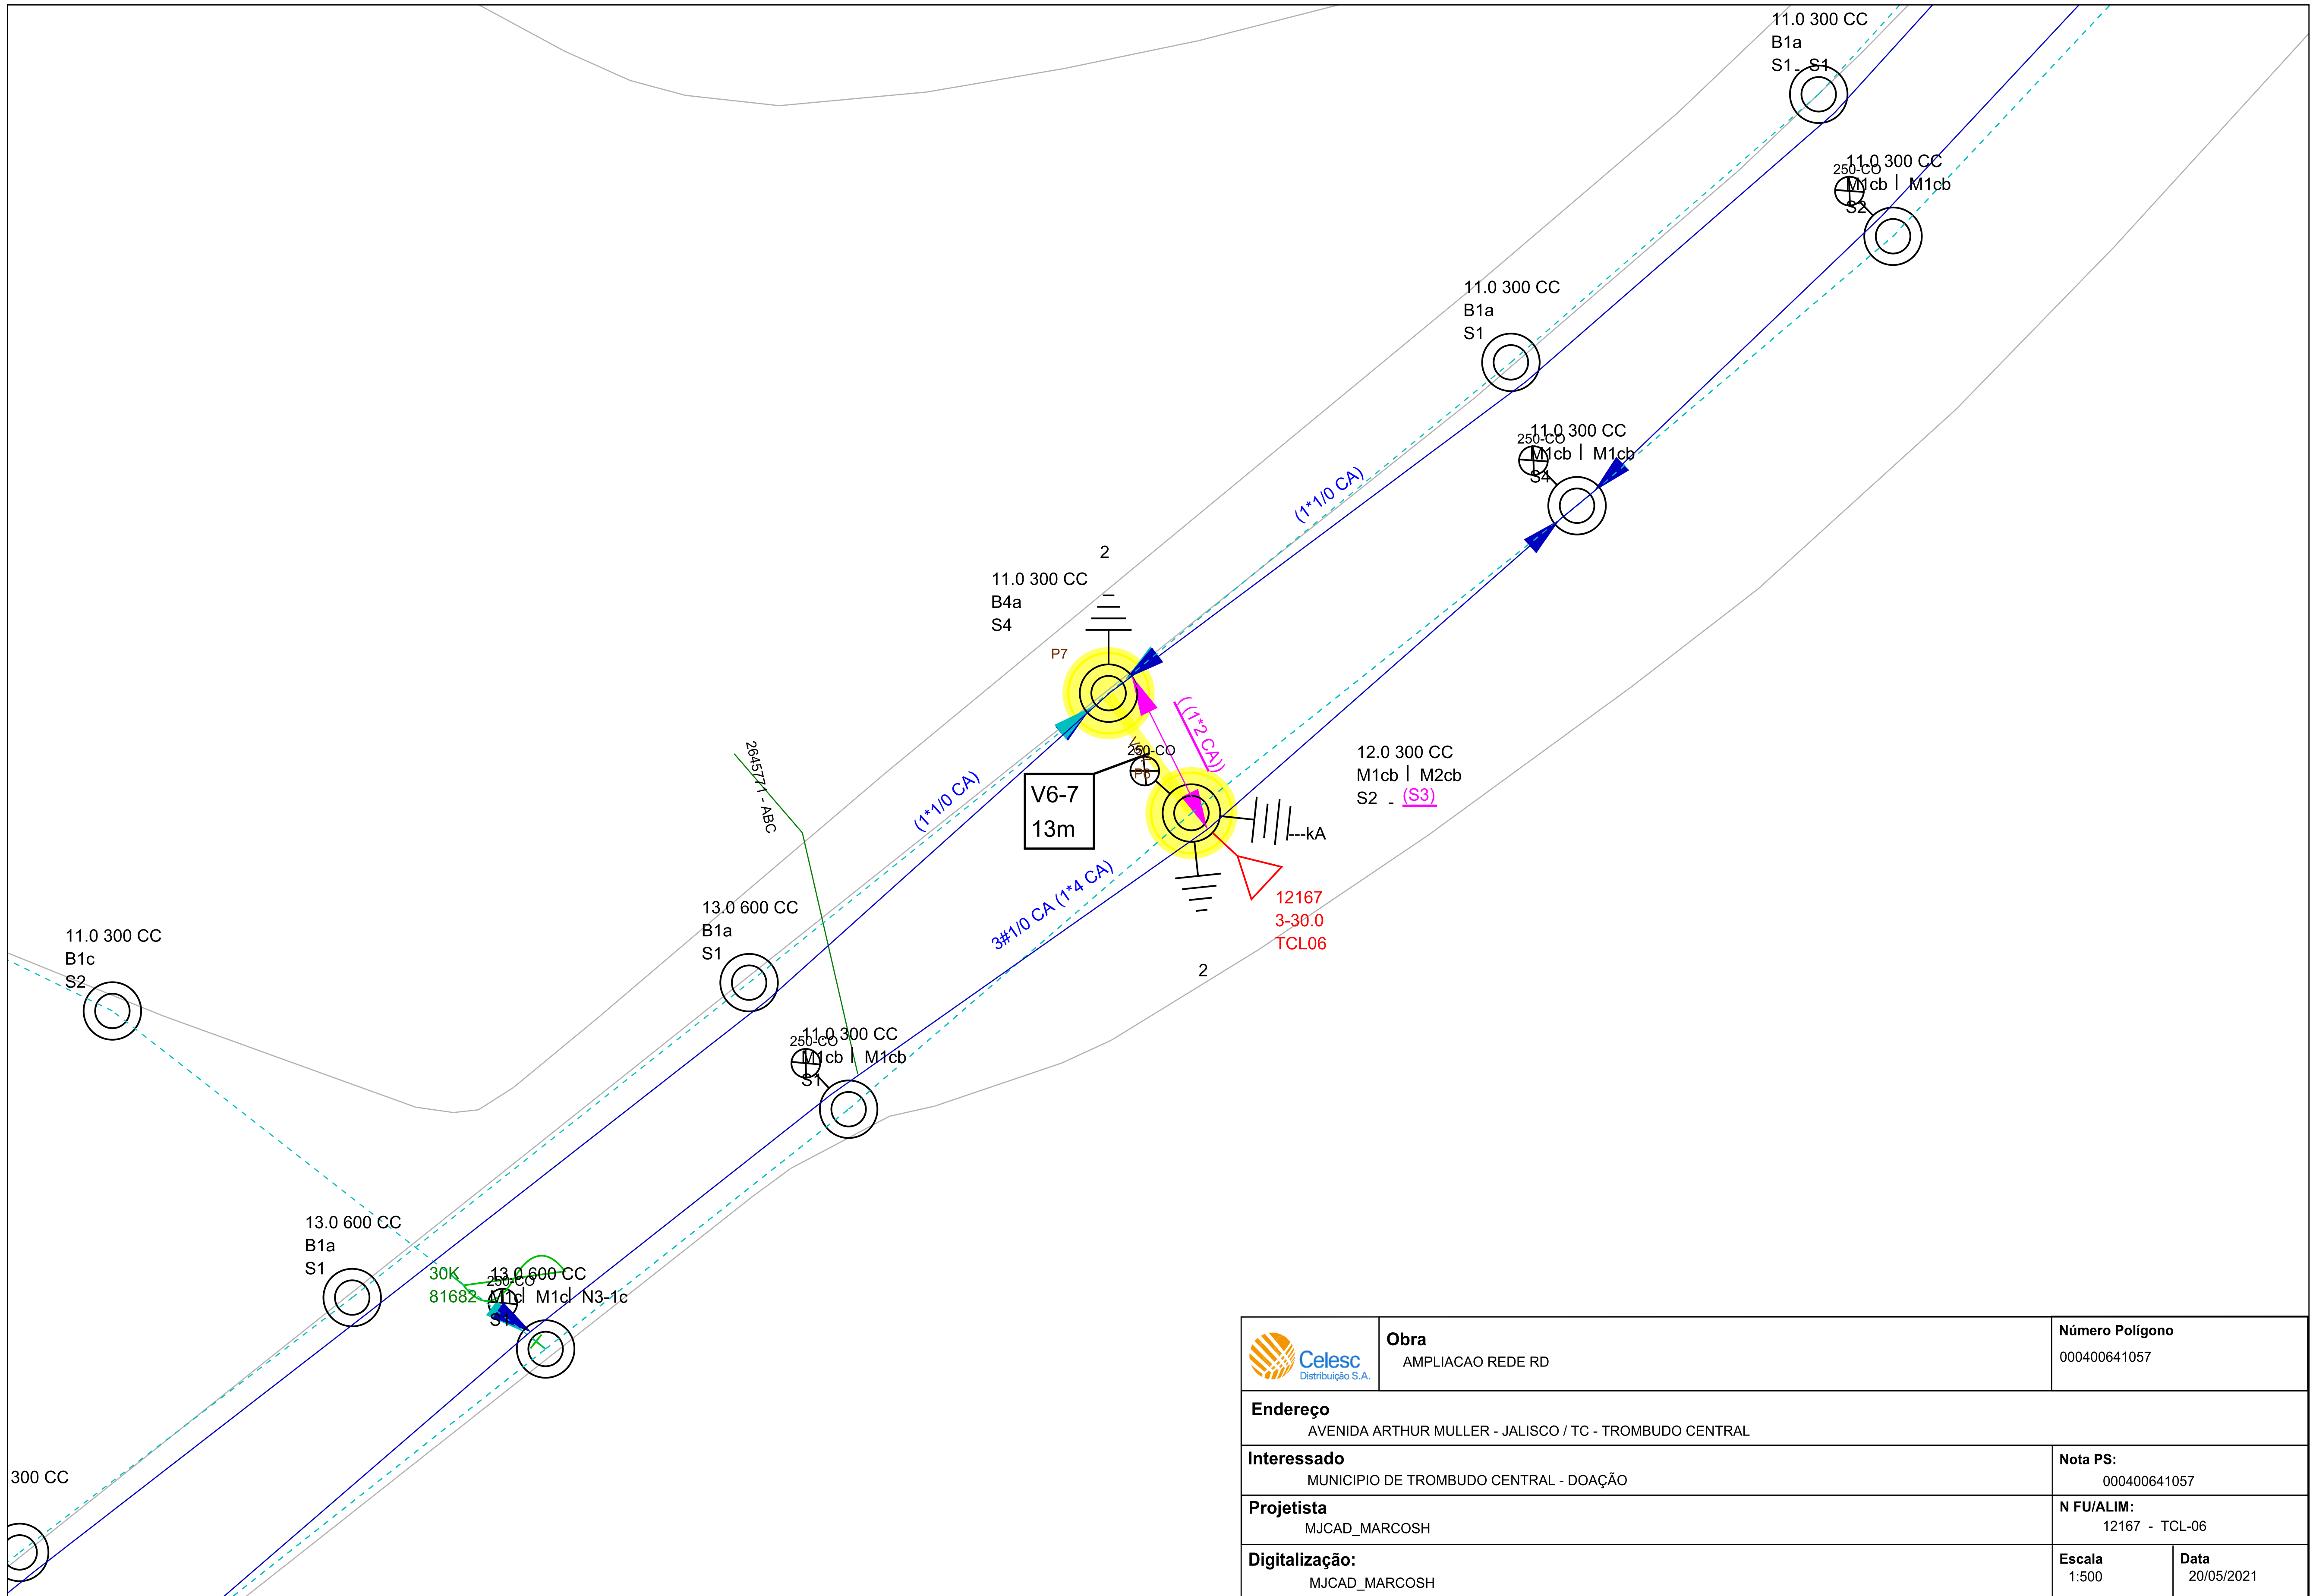 11.0 300 CC
B1a
S1 - S1
11.0 300 CC
250-CO
M1cb | M1cb
S2
11.0 300 CC
B1a
S1
11.0 300 CC
250-CO
M1cb | M1cb
S4
(1*1/0 CA)
2
11.0 300 CC
B4a
S4
P7
((1*2 CA))
250-CO
P6
V6-7
13m
12.0 300 CC
M1cb | M2cb
S2 - (S3)
---kA
12167
3-30.0
TCL06
2
2645771 - ABC
(1*1/0 CA)
3#1/0 CA (1*4 CA)
13.0 600 CC
B1a
S1
11.0 300 CC
B1c
S2
11.0 300 CC
250-CO
M1cb | M1cb
S1
13.0 600 CC
B1a
S1
30K
81682
13.0 600 CC
250-CO
M1c| M1c| N3-1c
S1
300 CC
Celesc
Distribuição S.A.
Obra
AMPLIACAO REDE RD
Número Polígono
000400641057
Endereço
AVENIDA ARTHUR MULLER - JALISCO / TC - TROMBUDO CENTRAL
Interessado
MUNICIPIO DE TROMBUDO CENTRAL - DOAÇÃO
Nota PS:
000400641057
Projetista
MJCAD_MARCOSH
N FU/ALIM:
12167 - TCL-06
Digitalização:
MJCAD_MARCOSH
Escala
1:500
Data
20/05/2021